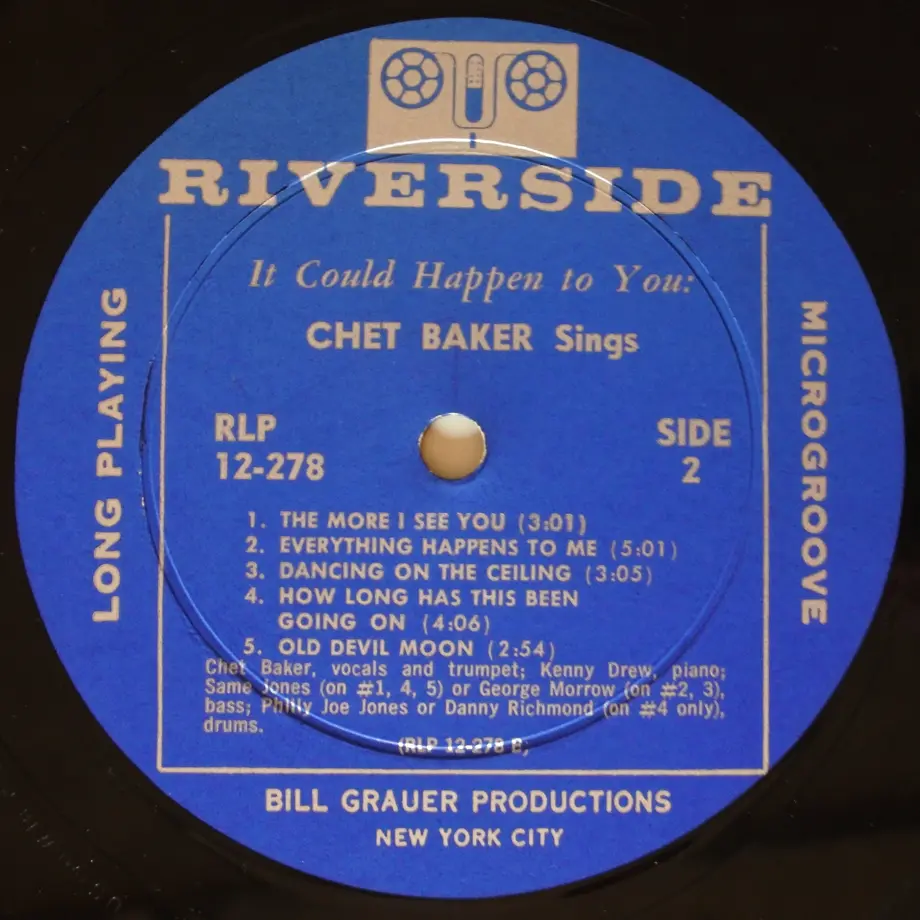 RIVERSIDE
It Could Happen to You:
CHET BAKER Sings
LONG PLAYING
MICROGROOVE
RLP
12-278
SIDE
2
1. THE MORE I SEE YOU (3:01)
2. EVERYTHING HAPPENS TO ME (5:01)
3. DANCING ON THE CEILING (3:05)
4. HOW LONG HAS THIS BEEN
GOING ON (4:06)
5. OLD DEVIL MOON (2:54)
Chet Baker, vocals and trumpet; Kenny Drew, piano;
Same Jones (on #1, 4, 5) or George Morrow (on #2, 3),
bass; Philly Joe Jones or Danny Richmond (on #4 only),
drums.
(RLP 12-278 B)
BILL GRAUER PRODUCTIONS
NEW YORK CITY